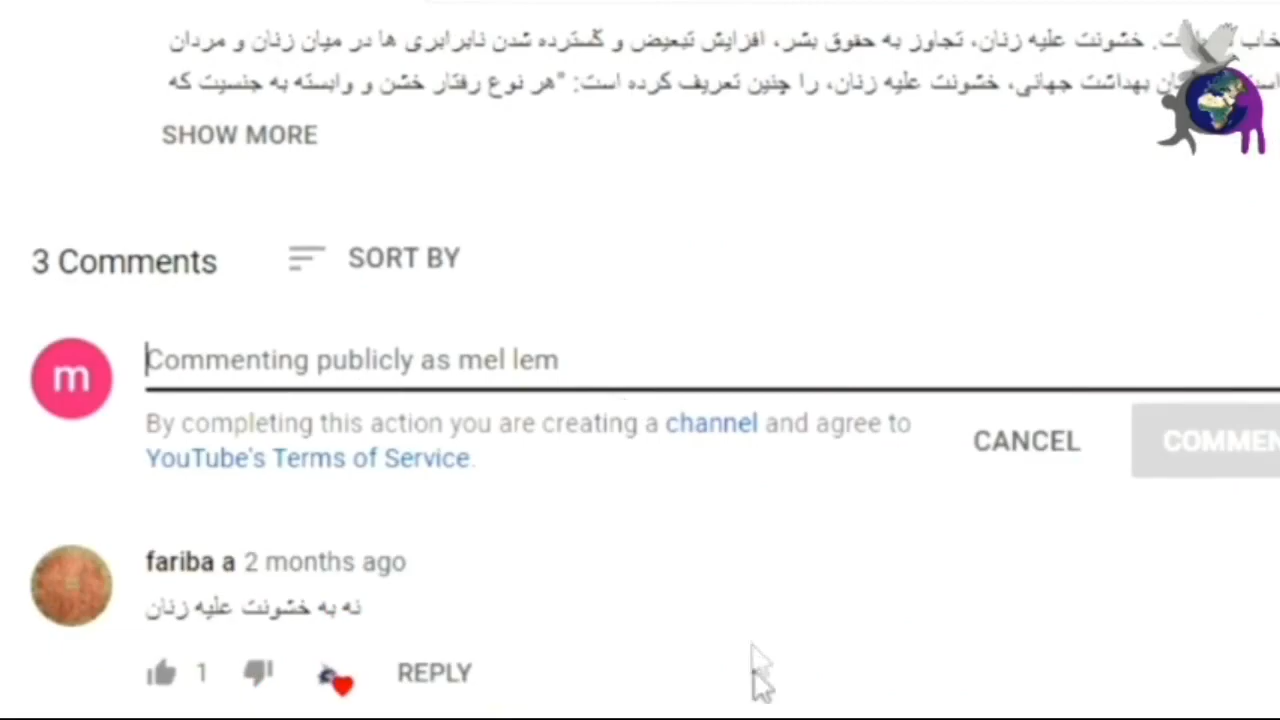 خشونت علیه زنان، تجاوز به حقوق بشر، افزایش تبعیض و گسترده شدن نابرابری ها در میان زنان و مردان
بهداشت جهانی، خشونت علیه زنان، را چنین تعریف کرده است: "هر نوع رفتار خشن و وابسته به جنسیت که
SHOW MORE
3 Comments SORT BY
m
Commenting publicly as mel lem
By completing this action you are creating a channel and agree to
YouTube's Terms of Service.
CANCEL
fariba a 2 months ago
نه به خشونت علیه زنان
1 REPLY